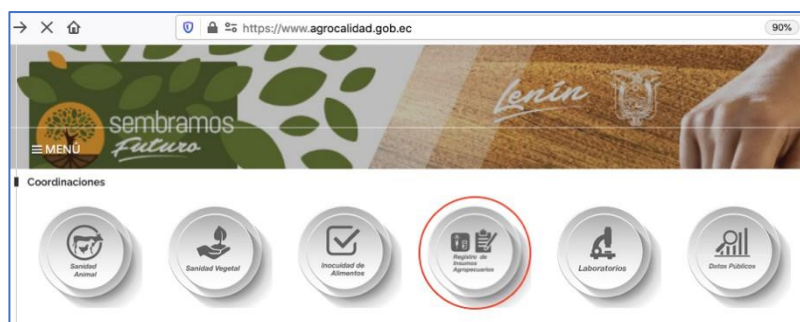 https://www.agrocalidad.gob.ec
90%
sembramos
Futuro
Lenín
≡ MENÚ
Coordinaciones
Sanidad
Animal
Sanidad Vegetal
Inocuidad de
Alimentos
Registro de
Insumos
Agropecuarios
Laboratorios
Datos Públicos